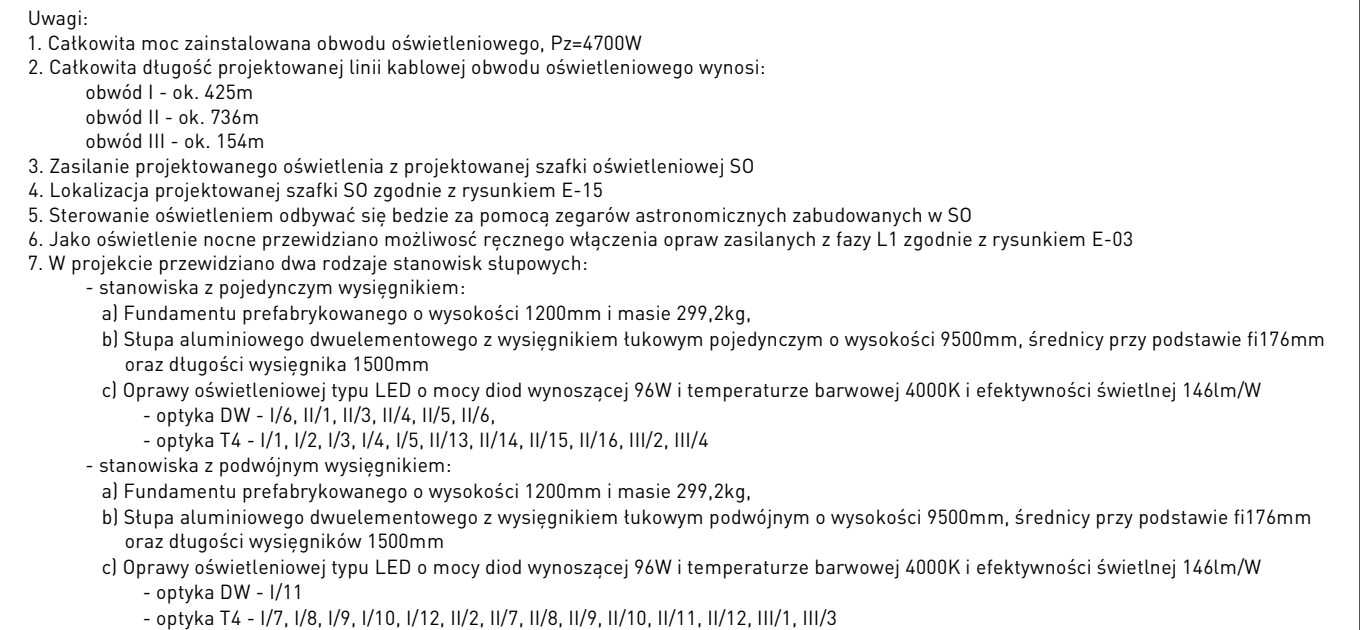 Uwagi:
1. Całkowita moc zainstalowana obwodu oświetleniowego, Pz=4700W
2. Całkowita długość projektowanej linii kablowej obwodu oświetleniowego wynosi:
obwód I - ok. 425m
obwód II - ok. 736m
obwód III - ok. 154m
3. Zasilanie projektowanego oświetlenia z projektowanej szafki oświetleniowej SO
4. Lokalizacja projektowanej szafki SO zgodnie z rysunkiem E-15
5. Sterowanie oświetleniem odbywać się bedzie za pomocą zegarów astronomicznych zabudowanych w SO
6. Jako oświetlenie nocne przewidziano możliwosć ręcznego włączenia opraw zasilanych z fazy L1 zgodnie z rysunkiem E-03
7. W projekcie przewidziano dwa rodzaje stanowisk słupowych:
- stanowiska z pojedynczym wysięgnikiem:
a) Fundamentu prefabrykowanego o wysokości 1200mm i masie 299,2kg,
b) Słupa aluminiowego dwuelementowego z wysięgnikiem łukowym pojedynczym o wysokości 9500mm, średnicy przy podstawie fi176mm
oraz długości wysięgnika 1500mm
c) Oprawy oświetleniowej typu LED o mocy diod wynoszącej 96W i temperaturze barwowej 4000K i efektywności świetlnej 146lm/W
- optyka DW - I/6, II/1, II/3, II/4, II/5, II/6,
- optyka T4 - I/1, I/2, I/3, I/4, I/5, II/13, II/14, II/15, II/16, III/2, III/4
- stanowiska z podwójnym wysięgnikiem:
a) Fundamentu prefabrykowanego o wysokości 1200mm i masie 299,2kg,
b) Słupa aluminiowego dwuelementowego z wysięgnikiem łukowym podwójnym o wysokości 9500mm, średnicy przy podstawie fi176mm
oraz długości wysięgników 1500mm
c) Oprawy oświetleniowej typu LED o mocy diod wynoszącej 96W i temperaturze barwowej 4000K i efektywności świetlnej 146lm/W
- optyka DW - I/11
- optyka T4 - I/7, I/8, I/9, I/10, I/12, II/2, II/7, II/8, II/9, II/10, II/11, II/12, III/1, III/3